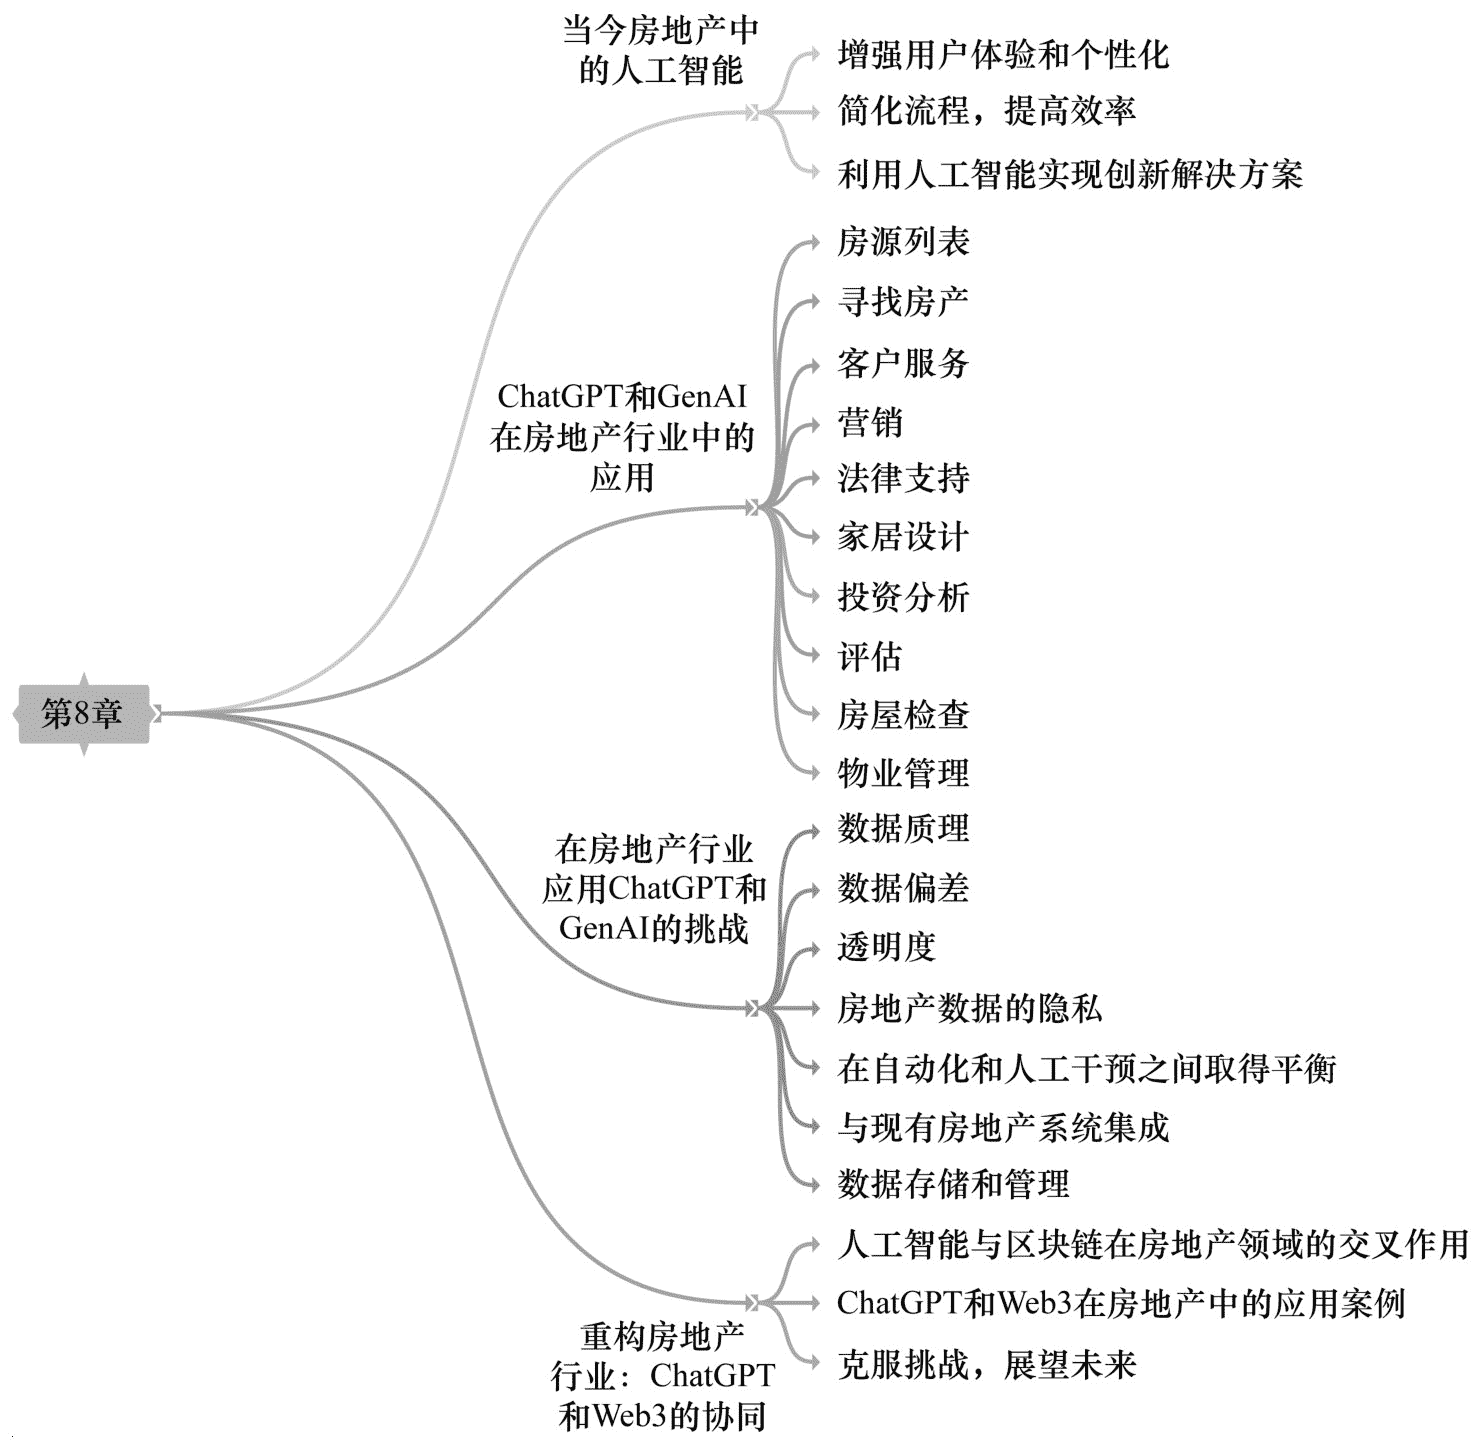 当今房地产中
的人工智能
增强用户体验和个性化
简化流程，提高效率
利用人工智能实现创新解决方案
ChatGPT和GenAI
在房地产行业中的
应用
房源列表
寻找房产
客户服务
营销
法律支持
家居设计
投资分析
评估
房屋检查
物业管理
第8章
在房地产行业
应用ChatGPT和
GenAI的挑战
数据质理
数据偏差
透明度
房地产数据的隐私
在自动化和人工干预之间取得平衡
与现有房地产系统集成
数据存储和管理
重构房地产
行业：ChatGPT
和Web3的协同
人工智能与区块链在房地产领域的交叉作用
ChatGPT和Web3在房地产中的应用案例
克服挑战，展望未来